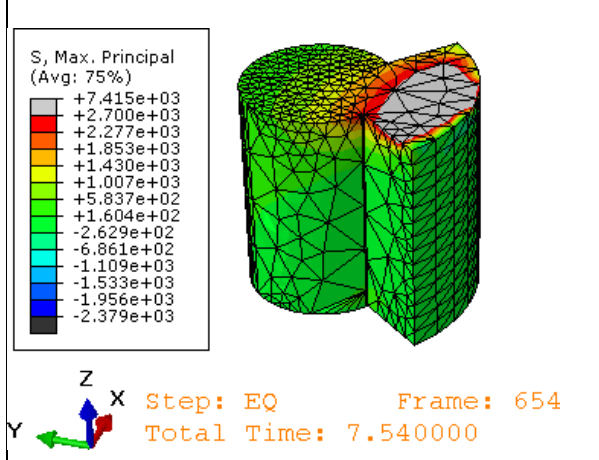 S, Max. Principal
(Avg: 75%)
+7.415e+03
+2.700e+03
+2.277e+03
+1.853e+03
+1.430e+03
+1.007e+03
+5.837e+02
+1.604e+02
-2.629e+02
-6.861e+02
-1.109e+03
-1.533e+03
-1.956e+03
-2.379e+03
Z
X
Y
Step: EQ Frame: 654
Total Time: 7.540000